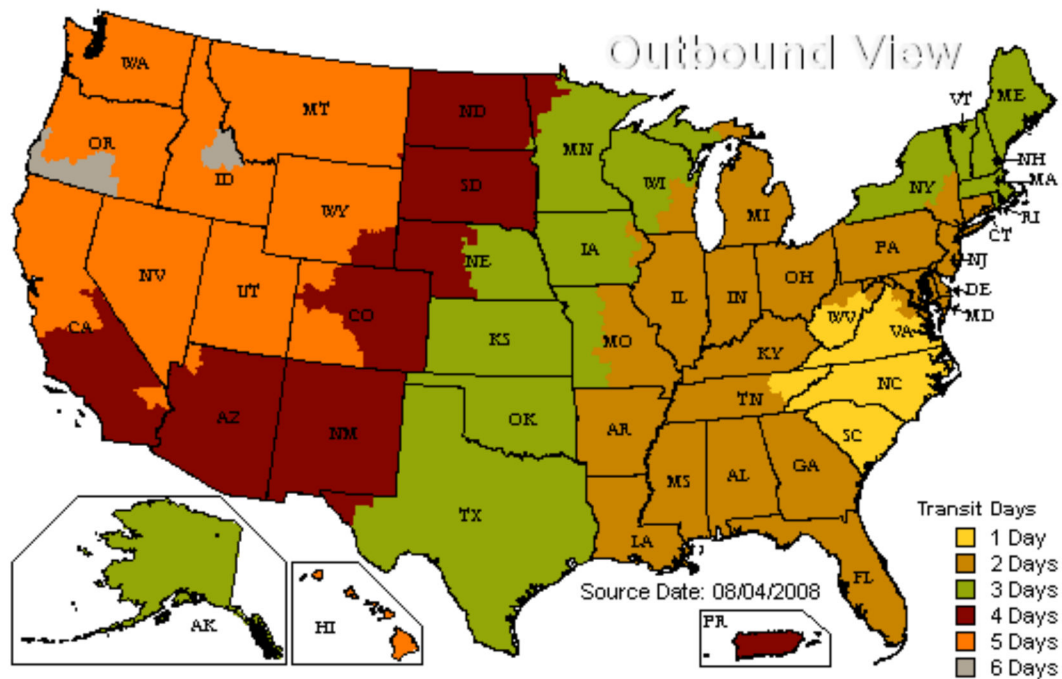 Outbound View
WA
MT
ND
VT
ME
OR
MN
NH
ID
SD
WI
NY
MA
WY
MI
RI
CT
NE
IA
PA
NJ
NV
UT
IL
IN
OH
DE
CA
CO
WV
MD
KS
MO
VA
KY
NC
TN
AZ
NM
OK
AR
SC
MS
AL
GA
TX
LA
FL
AK
HI
PR
Source Date: 08/04/2008
Transit Days
1 Day
2 Days
3 Days
4 Days
5 Days
6 Days